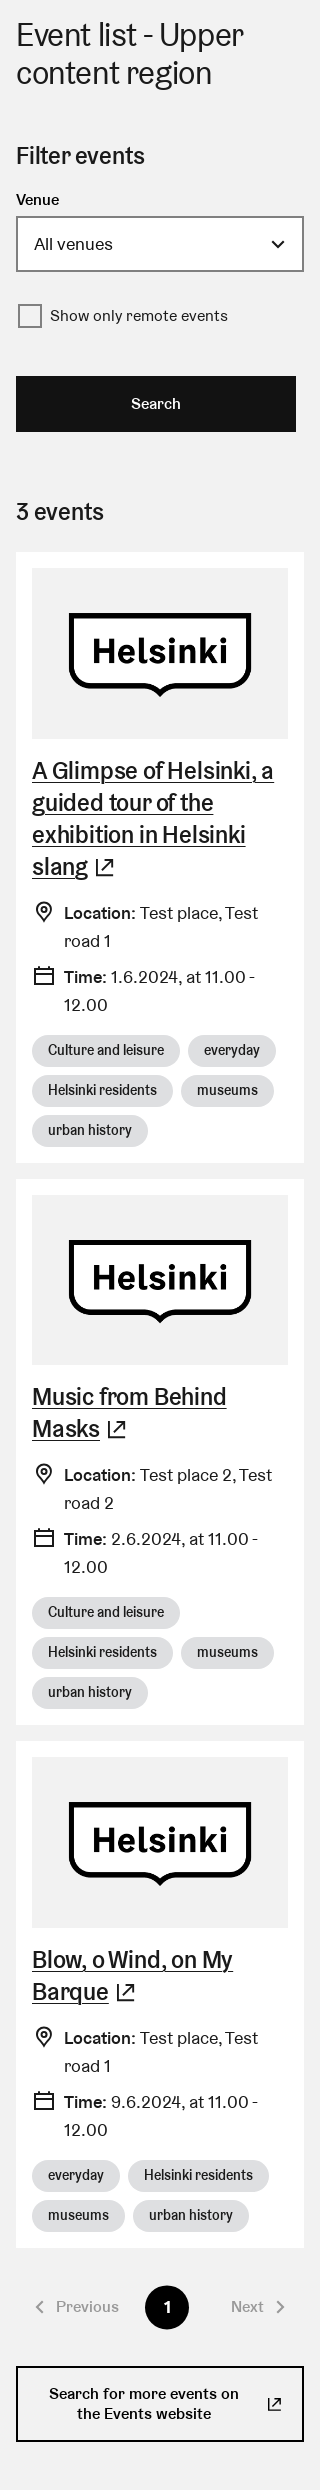 Event list - Upper
content region
Filter events
Venue
All venues
Show only remote events
Search
3 events
Helsinki
A Glimpse of Helsinki, a
guided tour of the
exhibition in Helsinki
slang
Location: Test place, Test
road 1
Time: 1.6.2024, at 11.00 -
12.00
Culture and leisure
everyday
Helsinki residents
museums
urban history
Helsinki
Music from Behind
Masks
Location: Test place 2, Test
road 2
Time: 2.6.2024, at 11.00 -
12.00
Culture and leisure
Helsinki residents
museums
urban history
Helsinki
Blow, o Wind, on My
Barque
Location: Test place, Test
road 1
Time: 9.6.2024, at 11.00 -
12.00
everyday
Helsinki residents
museums
urban history
Previous
1
Next
Search for more events on
the Events website